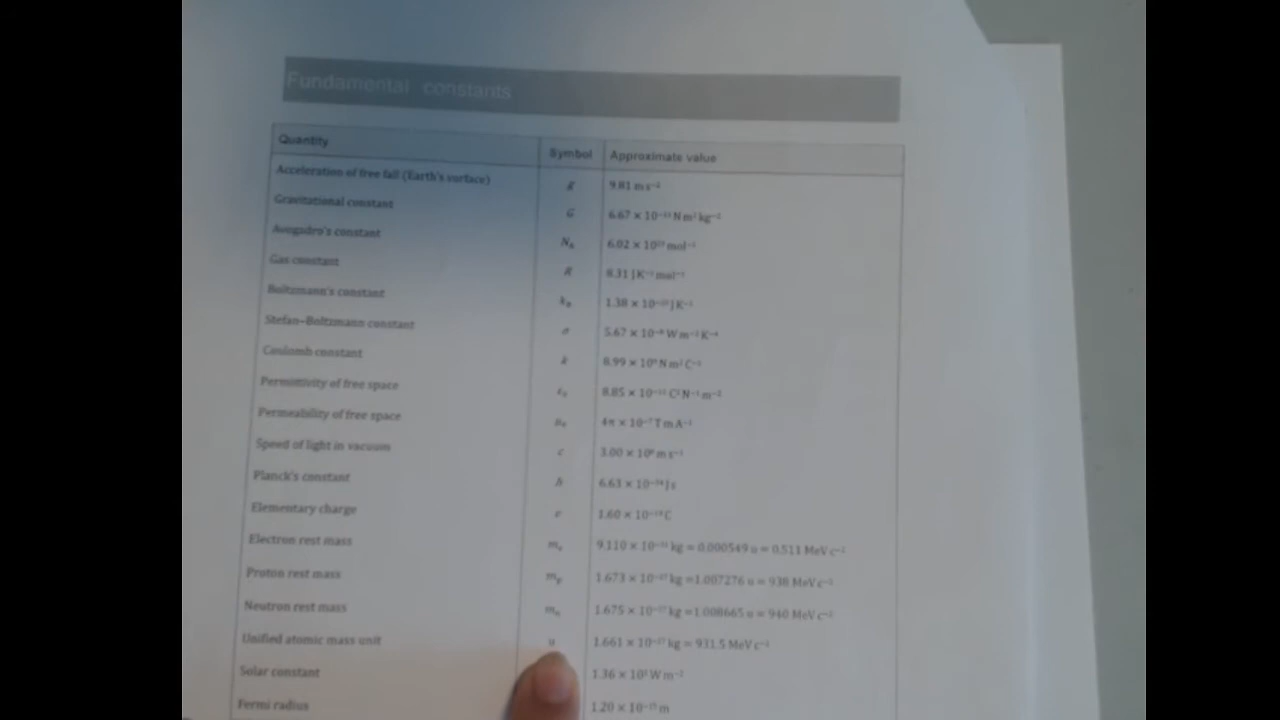 Fundamental constants
Quantity Symbol Approximate value
Acceleration of free fall (Earth's surface) g 9.81 m s⁻²
Gravitational constant G 6.67 × 10⁻¹¹ N m² kg⁻²
Avogadro's constant Nᴀ 6.02 × 10²³ mol⁻¹
Gas constant R 8.31 J K⁻¹ mol⁻¹
Boltzmann's constant k_B 1.38 × 10⁻²³ J K⁻¹
Stefan–Boltzmann constant σ 5.67 × 10⁻⁸ W m⁻² K⁻⁴
Coulomb constant k 8.99 × 10⁹ N m² C⁻²
Permittivity of free space ε₀ 8.85 × 10⁻¹² C² N⁻¹ m⁻²
Permeability of free space μ₀ 4π × 10⁻⁷ T m A⁻¹
Speed of light in vacuum c 3.00 × 10⁸ m s⁻¹
Planck's constant h 6.63 × 10⁻³⁴ J s
Elementary charge e 1.60 × 10⁻¹⁹ C
Electron rest mass mₑ 9.110 × 10⁻³¹ kg = 0.000549 u = 0.511 MeV c⁻²
Proton rest mass mₚ 1.673 × 10⁻²⁷ kg =1.007276 u = 938 MeV c⁻²
Neutron rest mass mₙ 1.675 × 10⁻²⁷ kg =1.008665 u = 940 MeV c⁻²
Unified atomic mass unit u 1.661 × 10⁻²⁷ kg = 931.5 MeV c⁻²
Solar constant 1.36 × 10³ W m⁻²
Fermi radius 1.20 × 10⁻¹⁵ m